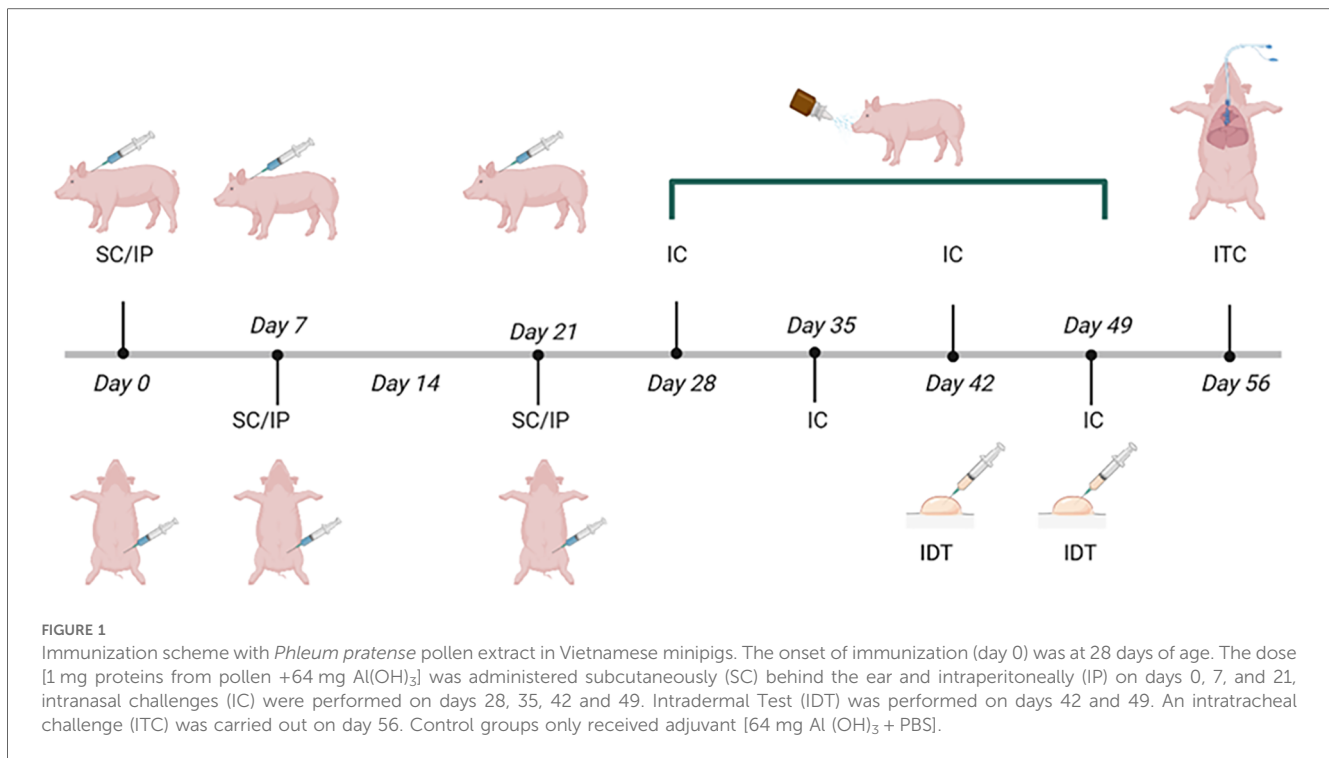 SC/IP
IC
IC
ITC
Day 7
Day 21
Day 35
Day 49
Day 0
Day 14
Day 28
Day 42
Day 56
SC/IP
SC/IP
IC
IC
IDT
IDT
FIGURE 1
Immunization scheme with Phleum pratense pollen extract in Vietnamese minipigs. The onset of immunization (day 0) was at 28 days of age. The dose
[1 mg proteins from pollen +64 mg Al(OH)₃] was administered subcutaneously (SC) behind the ear and intraperitoneally (IP) on days 0, 7, and 21,
intranasal challenges (IC) were performed on days 28, 35, 42 and 49. Intradermal Test (IDT) was performed on days 42 and 49. An intratracheal
challenge (ITC) was carried out on day 56. Control groups only received adjuvant [64 mg Al (OH)₃ + PBS].